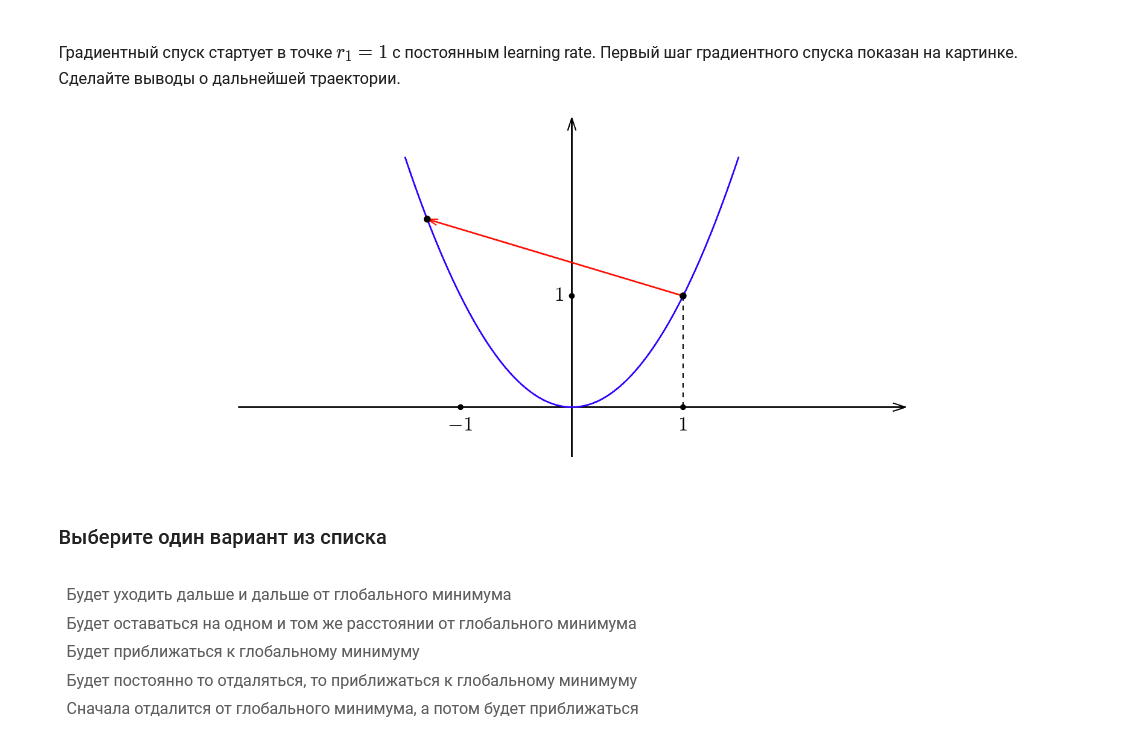 Градиентный спуск стартует в точке r₁ = 1 с постоянным learning rate. Первый шаг градиентного спуска показан на картинке.
Сделайте выводы о дальнейшей траектории.
1
−1
1
Выберите один вариант из списка
Будет уходить дальше и дальше от глобального минимума
Будет оставаться на одном и том же расстоянии от глобального минимума
Будет приближаться к глобальному минимуму
Будет постоянно то отдаляться, то приближаться к глобальному минимуму
Сначала отдалится от глобального минимума, а потом будет приближаться